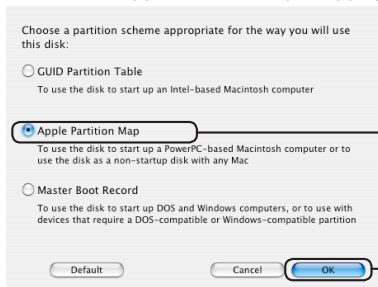 Choose a partition scheme appropriate for the way you will use
this disk:
GUID Partition Table
To use the disk to start up an Intel-based Macintosh computer
Apple Partition Map
To use the disk to start up a PowerPC-based Macintosh computer or to
use the disk as a non-startup disk with any Mac
Master Boot Record
To use the disk to start up DOS and Windows computers, or to use with
devices that require a DOS-compatible or Windows-compatible partition
Default Cancel OK